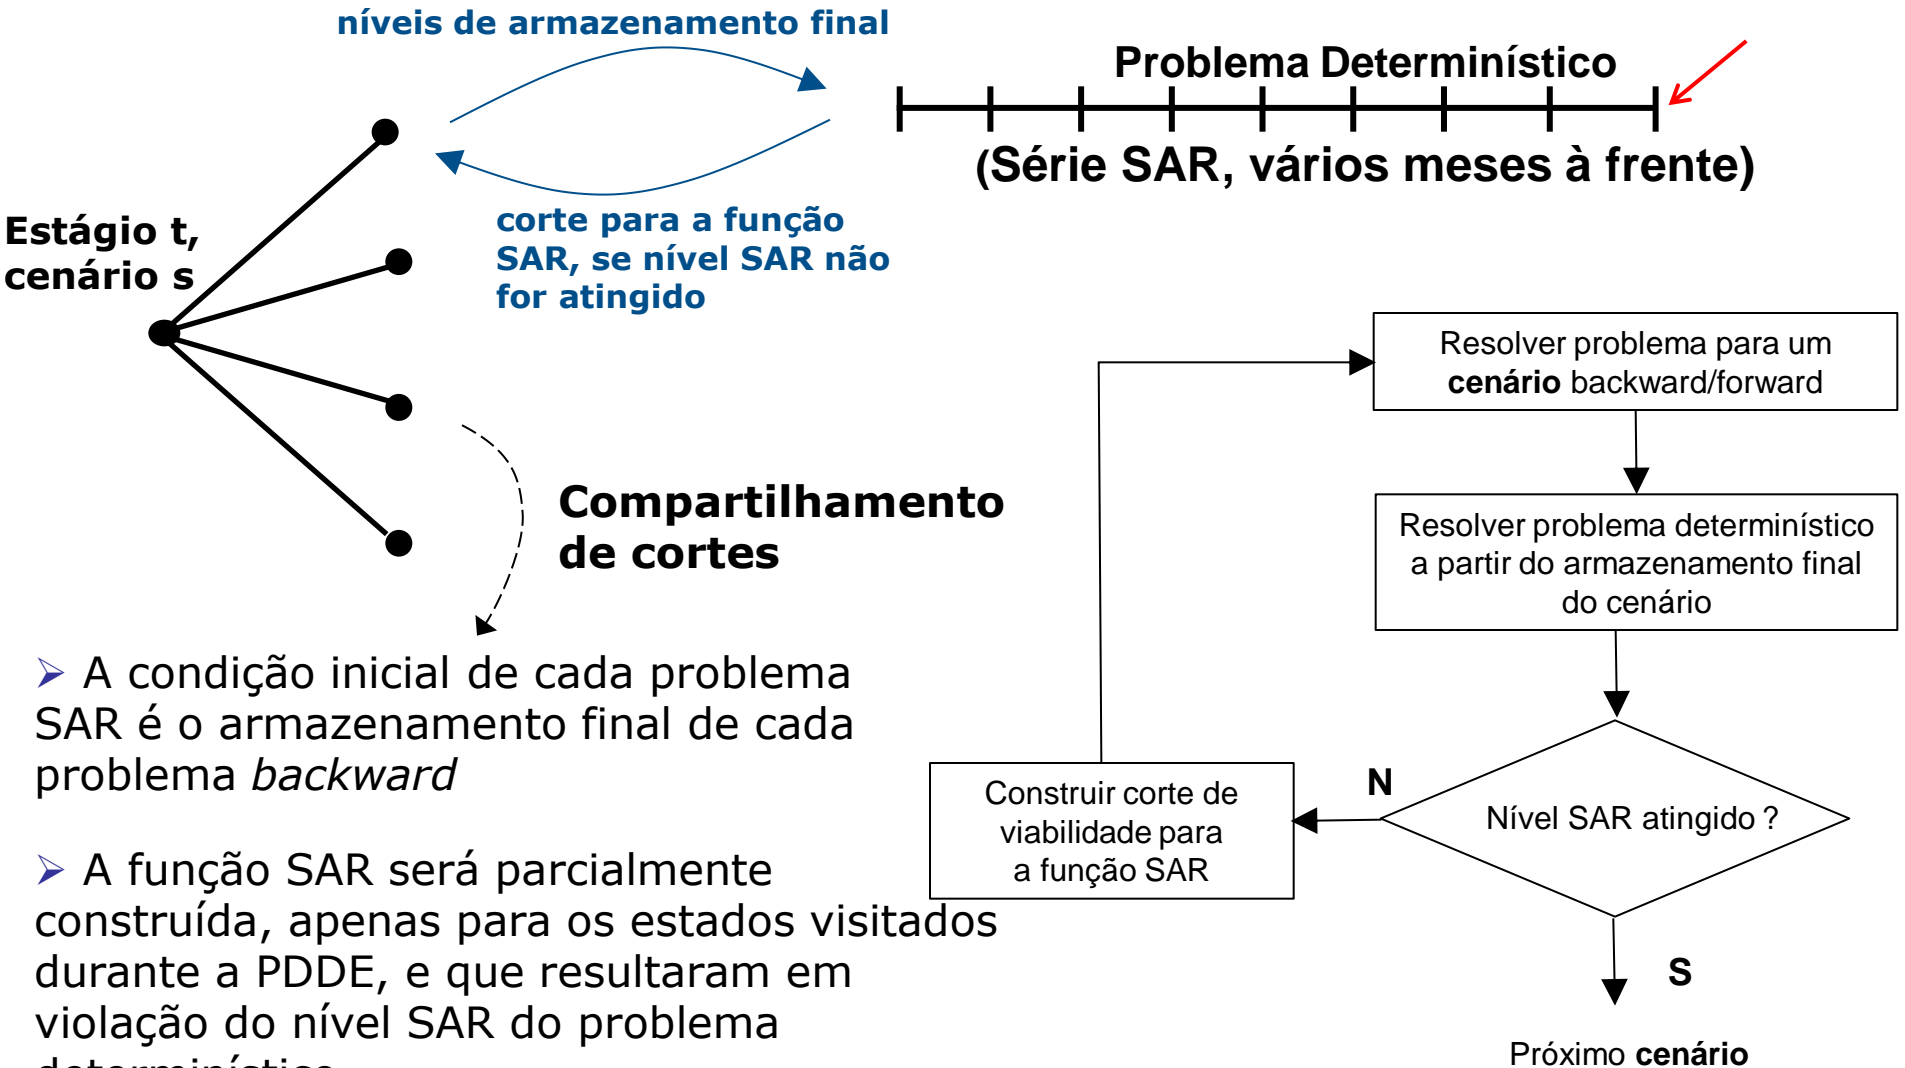 níveis de armazenamento final
Problema Determinístico
(Série SAR, vários meses à frente)
Estágio t,
cenário s
corte para a função
SAR, se nível SAR não
for atingido
Compartilhamento
de cortes
Resolver problema para um
cenário backward/forward
Resolver problema determinístico
a partir do armazenamento final
do cenário
Nível SAR atingido ?
N
Construir corte de
viabilidade para
a função SAR
S
Próximo cenário
➢ A condição inicial de cada problema
SAR é o armazenamento final de cada
problema backward
➢ A função SAR será parcialmente
construída, apenas para os estados visitados
durante a PDDE, e que resultaram em
violação do nível SAR do problema